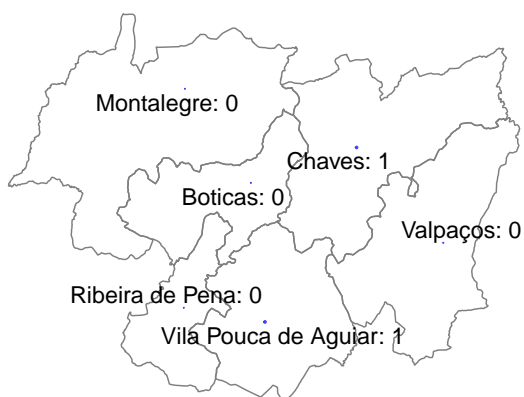 Montalegre: 0
Chaves: 1
Boticas: 0
Valpaços: 0
Ribeira de Pena: 0
Vila Pouca de Aguiar: 1